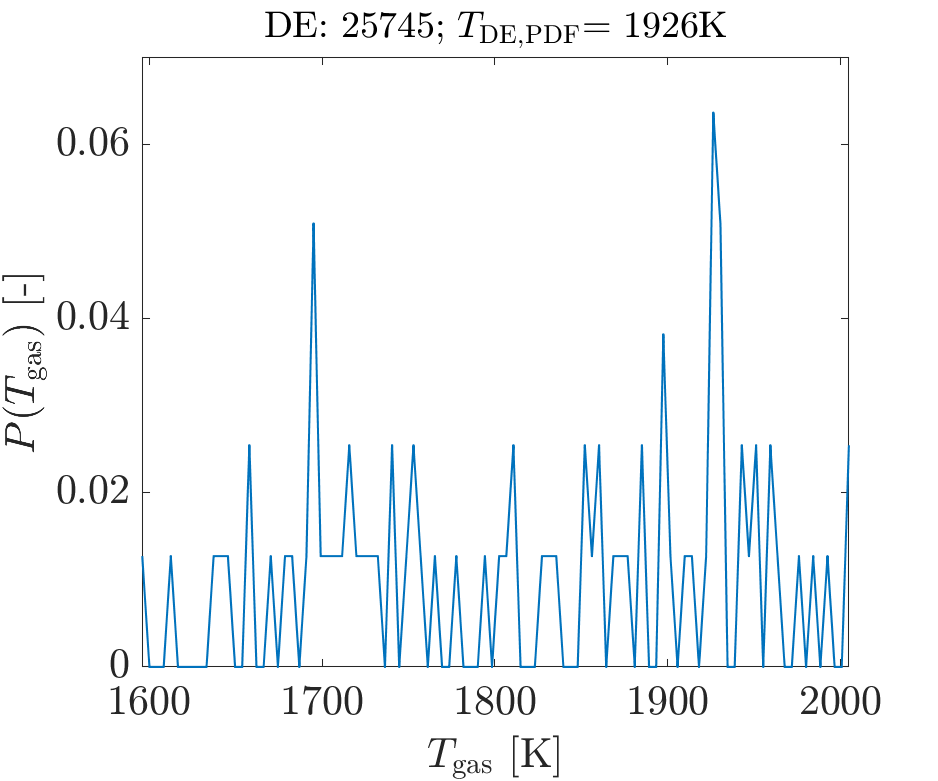 DE: 25745; T_DE,PDF= 1926K
0.06
0.04
0.02
0
P(T_gas) [-]
1600 1700 1800 1900 2000
T_gas [K]